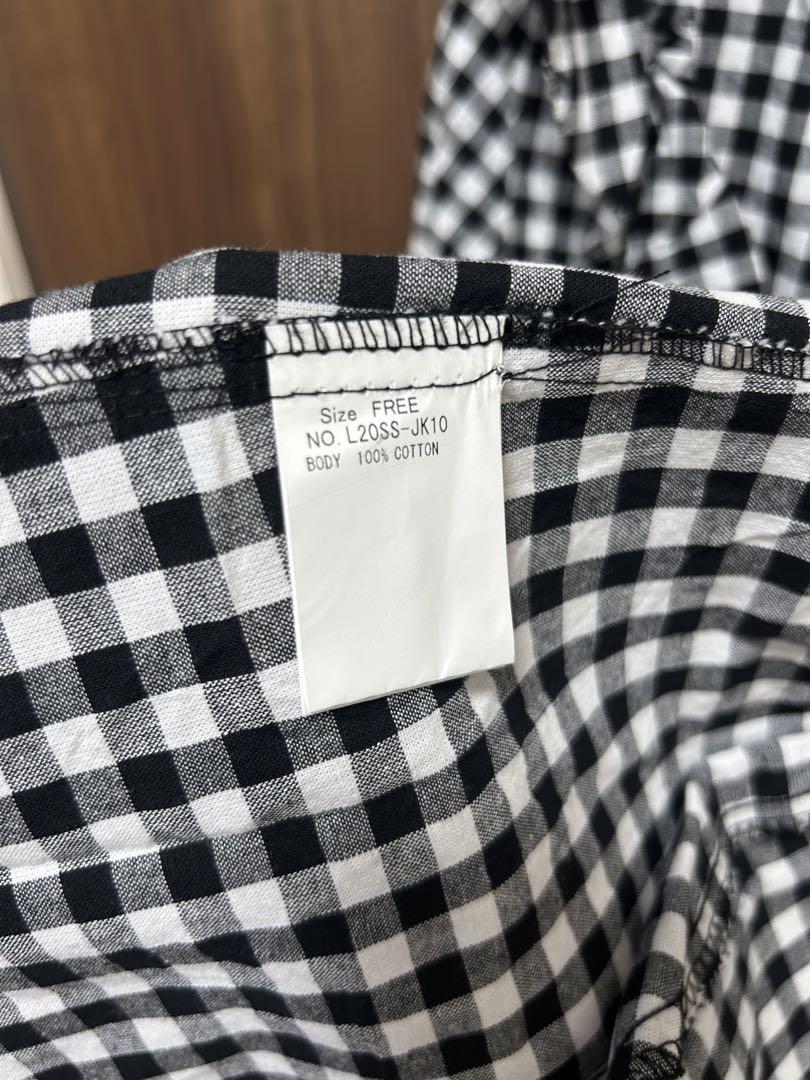 Size FREE
NO. L20SS-JK10
BODY 100% COTTON